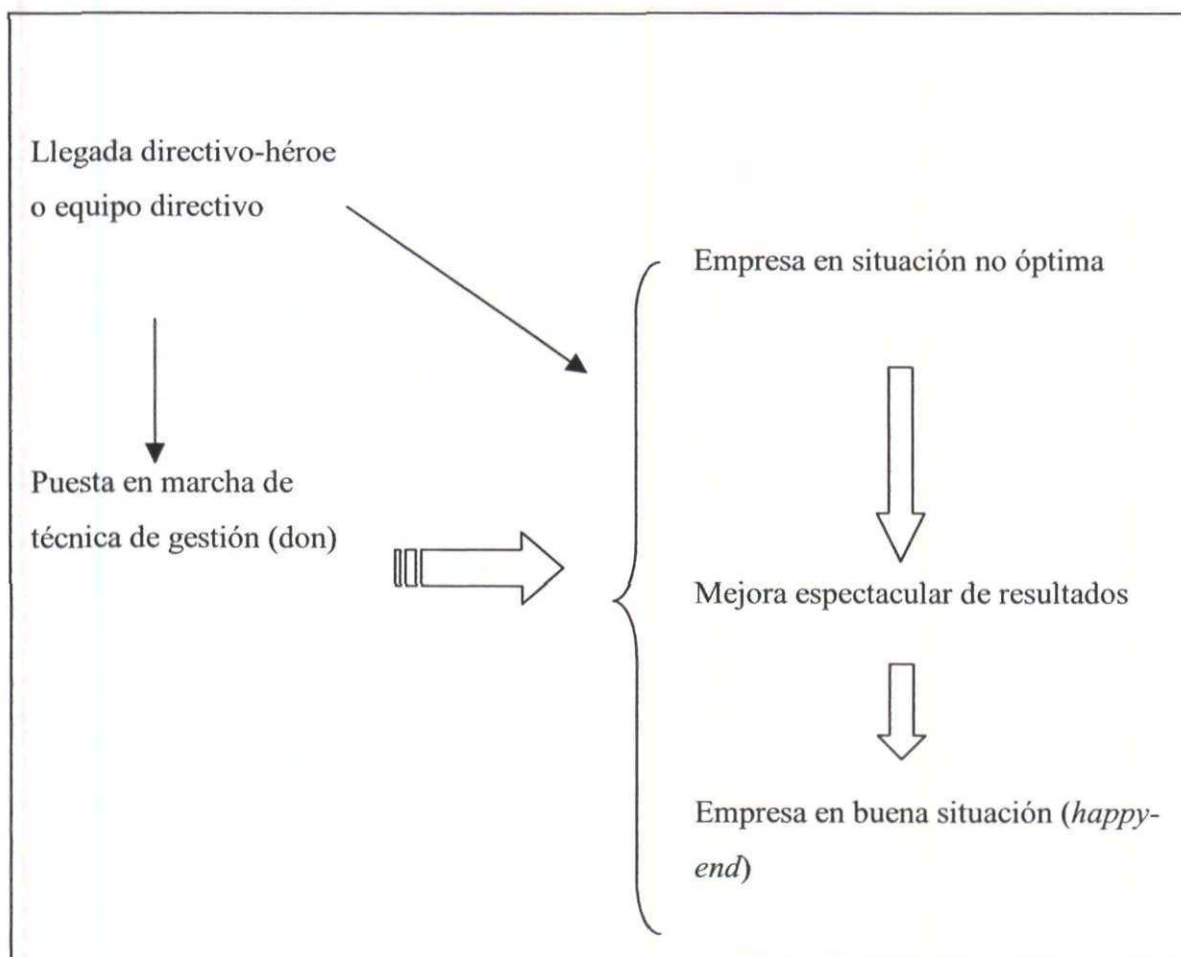 Llegada directivo-héroe
o equipo directivo
Puesta en marcha de
técnica de gestión (don)
Empresa en situación no óptima
Mejora espectacular de resultados
Empresa en buena situación (happy-
end)